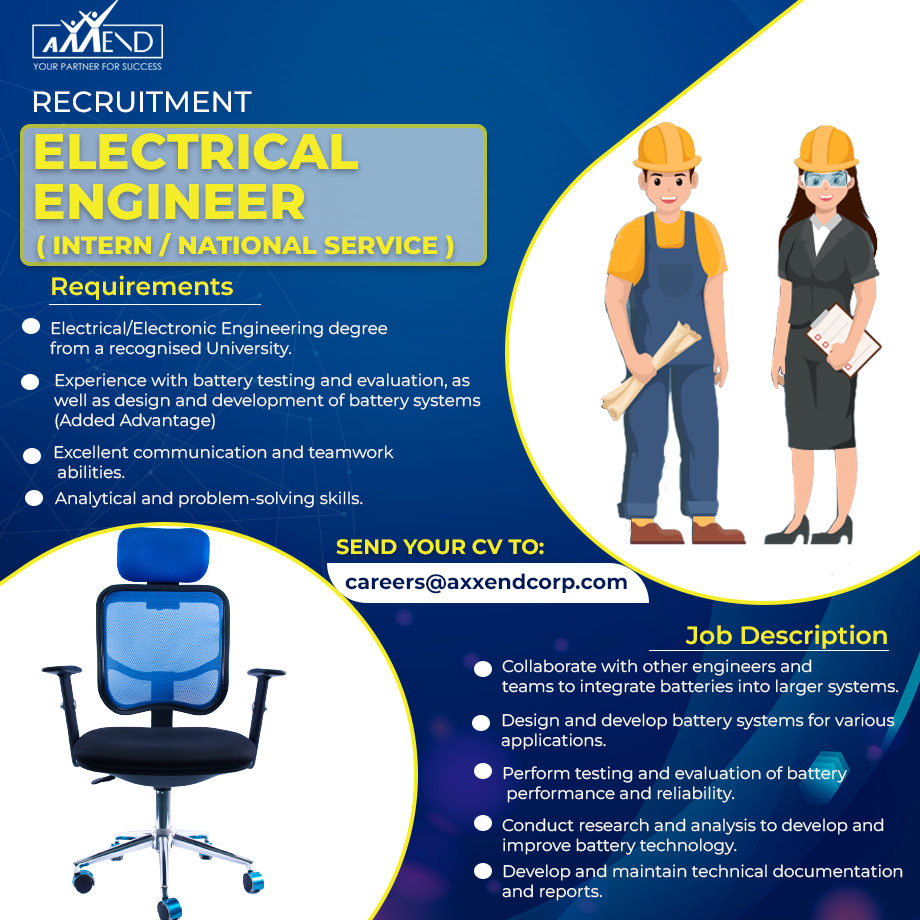 AXXEND
YOUR PARTNER FOR SUCCESS
RECRUITMENT
ELECTRICAL
ENGINEER
( INTERN / NATIONAL SERVICE )
Requirements
Electrical/Electronic Engineering degree
from a recognised University.
Experience with battery testing and evaluation, as
well as design and development of battery systems
(Added Advantage)
Excellent communication and teamwork
abilities.
Analytical and problem-solving skills.
SEND YOUR CV TO:
careers@axxendcorp.com
Job Description
Collaborate with other engineers and
teams to integrate batteries into larger systems.
Design and develop battery systems for various
applications.
Perform testing and evaluation of battery
performance and reliability.
Conduct research and analysis to develop and
improve battery technology.
Develop and maintain technical documentation
and reports.